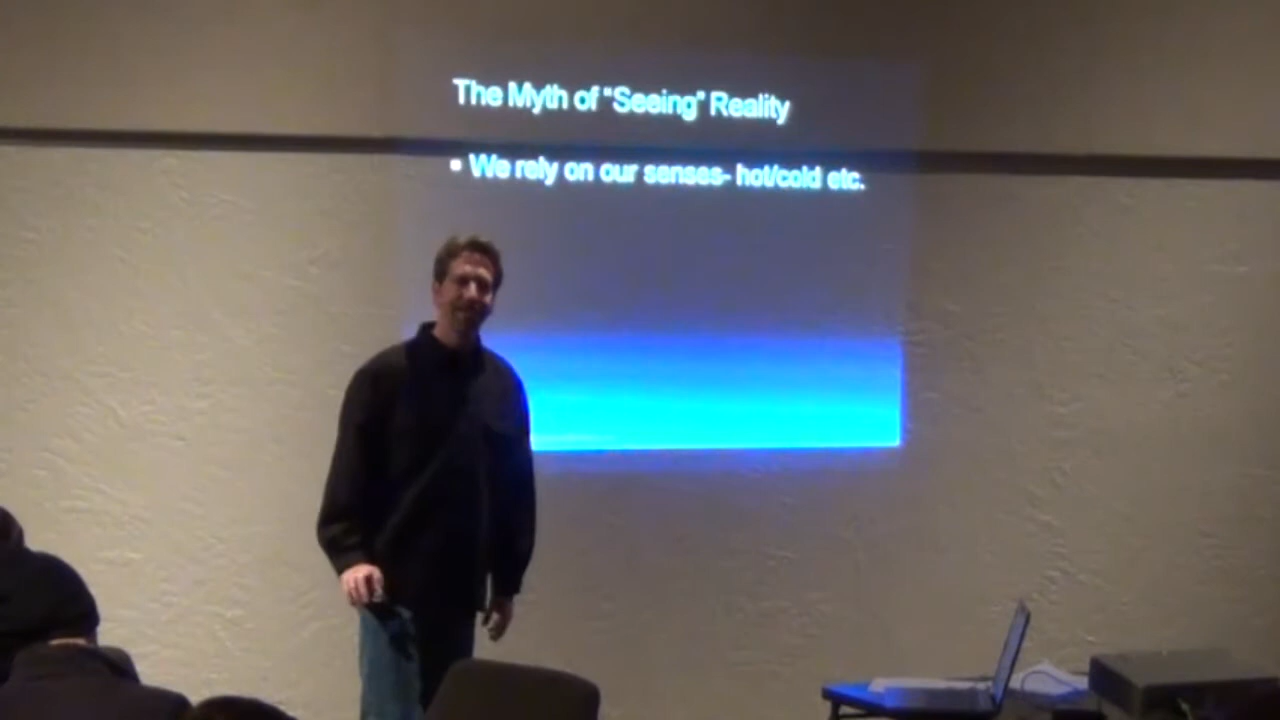 The Myth of "Seeing" Reality
▪ We rely on our senses- hot/cold etc.